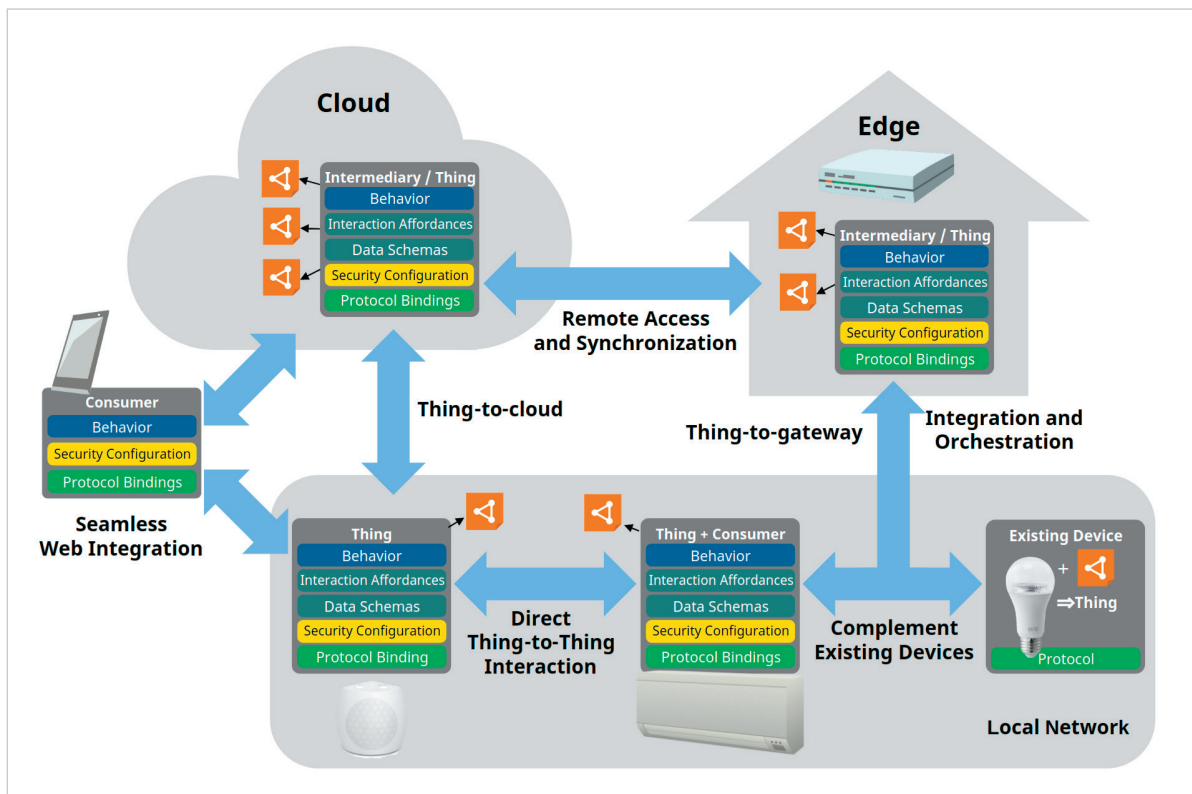 Cloud
Edge
Intermediary / Thing
Behavior
Interaction Affordances
Data Schemas
Security Configuration
Protocol Bindings
Intermediary / Thing
Behavior
Interaction Affordances
Data Schemas
Security Configuration
Protocol Bindings
Remote Access
and Synchronization
Consumer
Behavior
Security Configuration
Protocol Bindings
Thing-to-cloud
Thing-to-gateway
Integration and
Orchestration
Seamless
Web Integration
Thing
Behavior
Interaction Affordances
Data Schemas
Security Configuration
Protocol Binding
Direct
Thing-to-Thing
Interaction
Thing + Consumer
Behavior
Interaction Affordances
Data Schemas
Security Configuration
Protocol Bindings
Complement
Existing Devices
Existing Device
+
⇒Thing
Protocol
Local Network